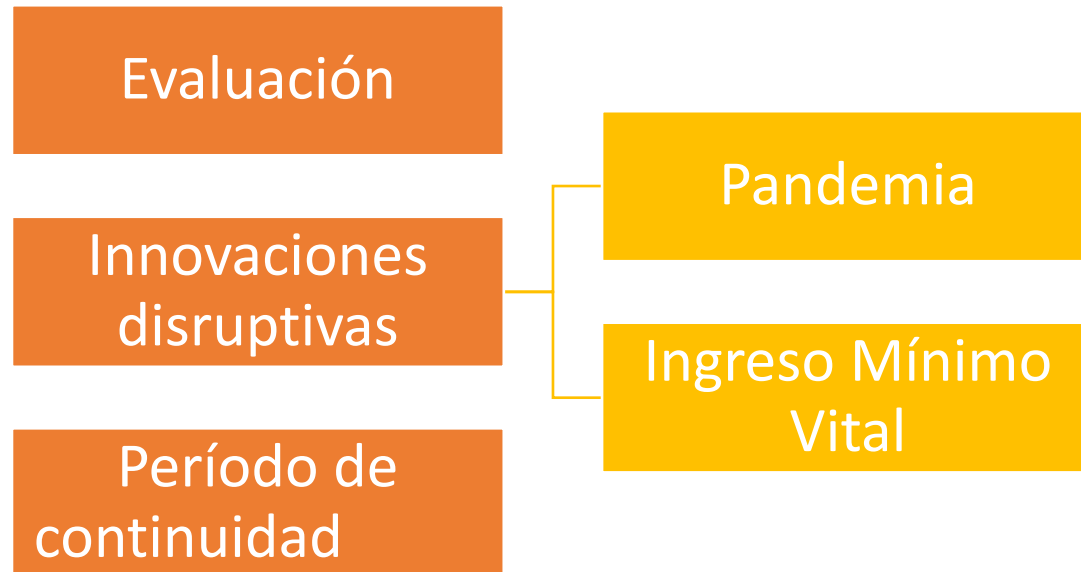 Evaluación
Innovaciones
disruptivas
Período de
continuidad
Pandemia
Ingreso Mínimo
Vital